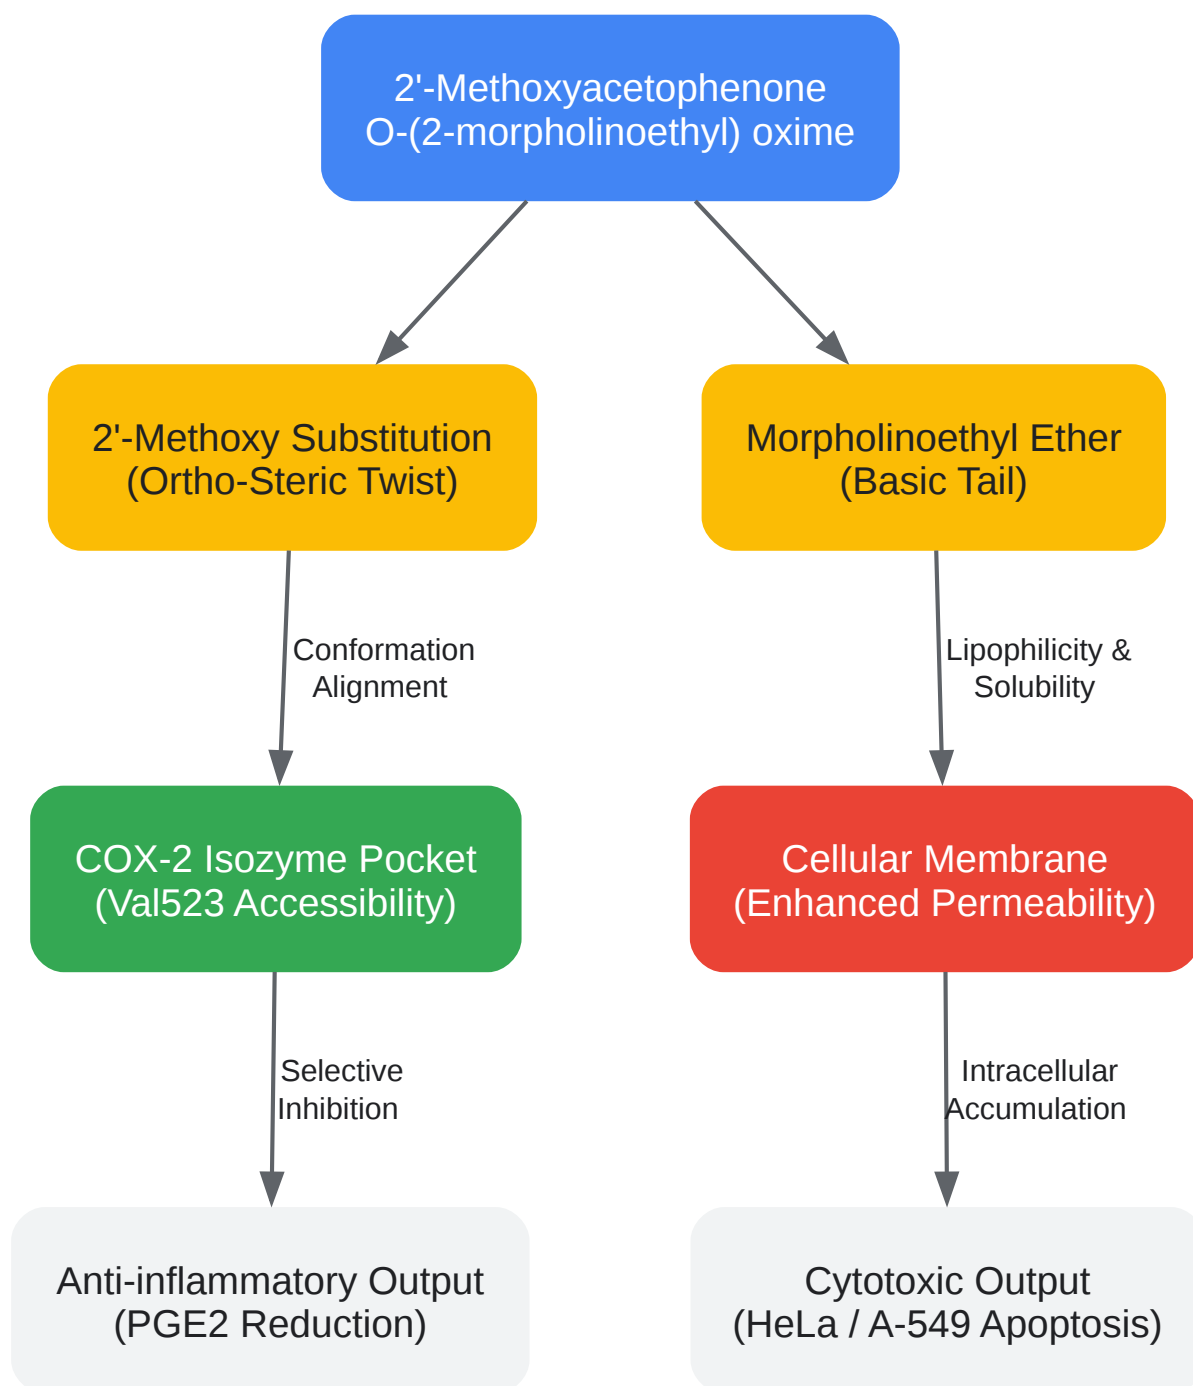 2'-Methoxyacetophenone
O-(2-morpholinoethyl) oxime
2'-Methoxy Substitution
(Ortho-Steric Twist)
Morpholinoethyl Ether
(Basic Tail)
Conformation
Alignment
Lipophilicity &
Solubility
COX-2 Isozyme Pocket
(Val523 Accessibility)
Cellular Membrane
(Enhanced Permeability)
Selective
Inhibition
Intracellular
Accumulation
Anti-inflammatory Output
(PGE2 Reduction)
Cytotoxic Output
(HeLa / A-549 Apoptosis)